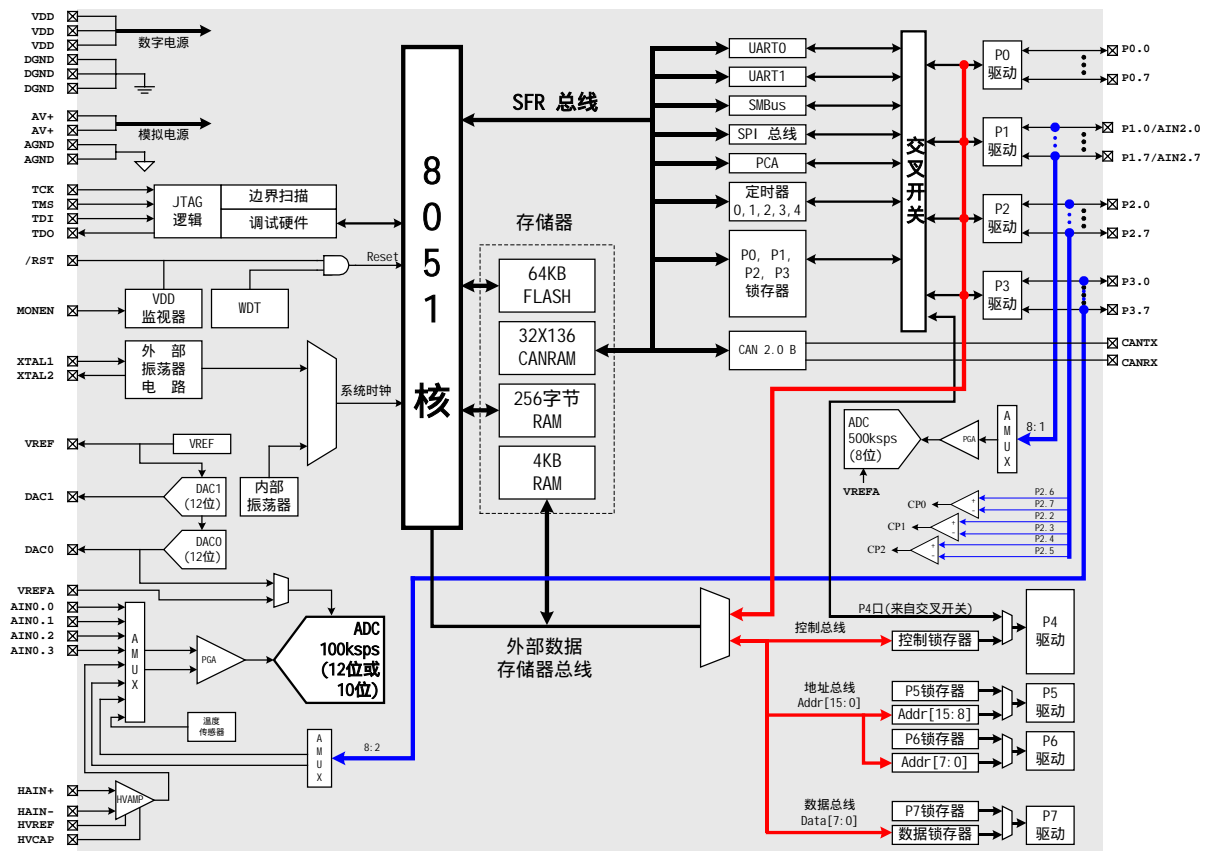 VDD
VDD
VDD
数字电源
DGND
DGND
DGND
AV+
AV+
模拟电源
AGND
AGND
TCK
TMS
TDI
TDO
JTAG
逻辑
边界扫描
调试硬件
/RST
Reset
MONEN
VDD
监视器
WDT
XTAL1
XTAL2
外 部
振荡器
电 路
系统时钟
VREF
VREF
DAC1
DAC1
(12位)
内部
振荡器
DAC0
DAC0
(12位)
VREFA
AIN0.0
AIN0.1
AIN0.2
AIN0.3
A
M
U
X
PGA
ADC
100ksps
(12位或
10位)
温度
传感器
A
M
U
X
8:2
HAIN+
HAIN-
HVREF
HVCAP
HVAMP
8
0
5
1
核
SFR 总线
存储器
64KB
FLASH
32X136
CANRAM
256字节
RAM
4KB
RAM
外部数据
存储器总线
UART0
UART1
SMBus
SPI 总线
PCA
定时器
0,1,2,3,4
P0, P1,
P2, P3
锁存器
CAN 2.0 B
交
叉
开
关
P0
驱动
P1
驱动
P2
驱动
P3
驱动
P0.0
P0.7
P1.0/AIN2.0
P1.7/AIN2.7
P2.0
P2.7
P3.0
P3.7
CANTX
CANRX
ADC
500ksps
(8位)
PGA
A
M
U
X
8:1
VREFA
CP0
+
-
P2.6
P2.7
CP1
+
-
P2.2
P2.3
CP2
+
-
P2.4
P2.5
P4口(来自交叉开关)
控制总线
控制锁存器
P4
驱动
地址总线
Addr[15:0]
P5锁存器
Addr[15:8]
P5
驱动
P6锁存器
Addr[7:0]
P6
驱动
数据总线
Data[7:0]
P7锁存器
数据锁存器
P7
驱动